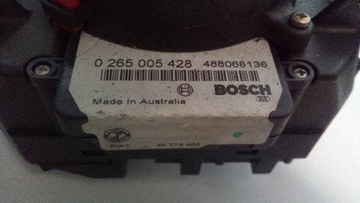 0 265 005 428 488068136
Made In Australia BOSCH
FIAT